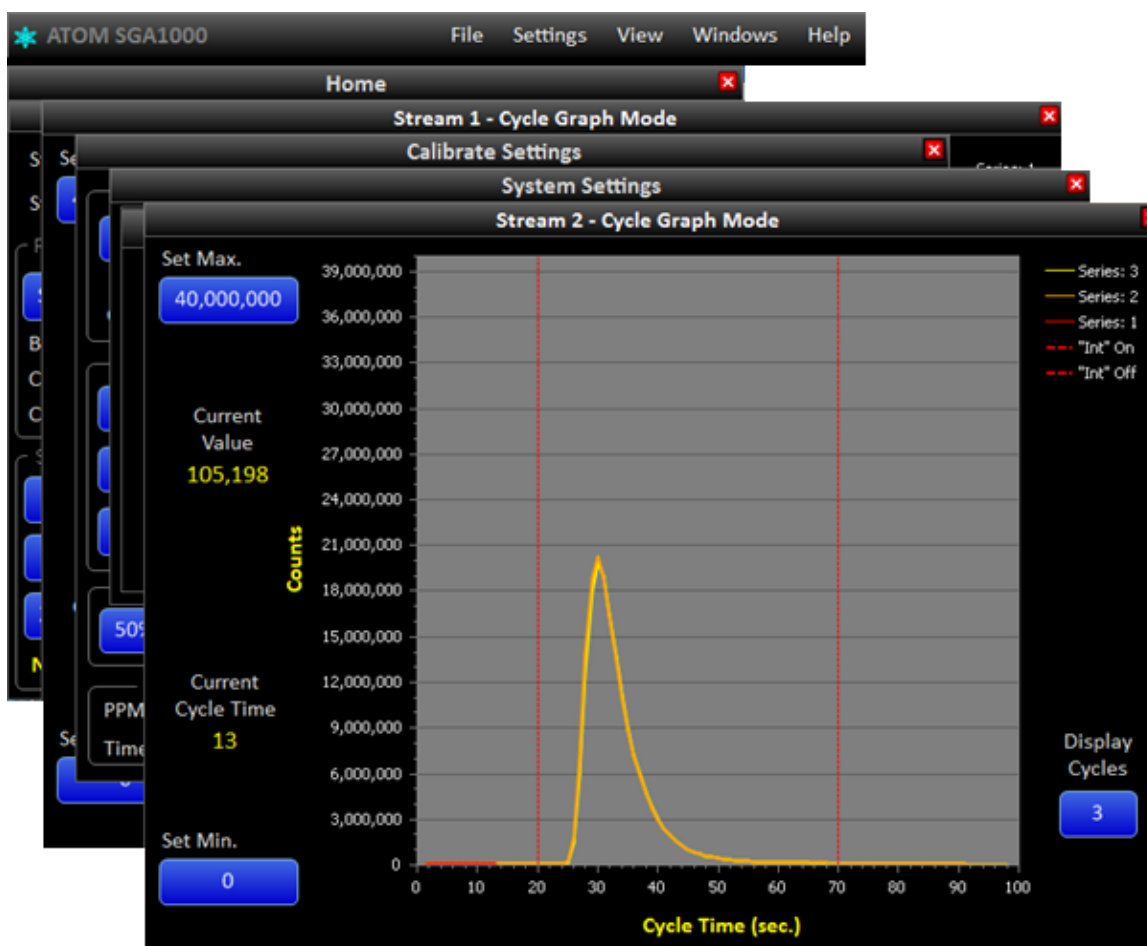 ATOM SGA1000 File Settings View Windows Help
Home
Stream 1 - Cycle Graph Mode
Calibrate Settings
System Settings
Stream 2 - Cycle Graph Mode
Set Max.
40,000,000
Current
Value
105,198
Current
Cycle Time
13
Set Min.
0
Counts
39,000,000
36,000,000
33,000,000
30,000,000
27,000,000
24,000,000
21,000,000
18,000,000
15,000,000
12,000,000
9,000,000
6,000,000
3,000,000
0
0 10 20 30 40 50 60 70 80 90 100
Cycle Time (sec.)
Series: 3
Series: 2
Series: 1
"Int" On
"Int" Off
Display
Cycles
3
50%
PPM
Time